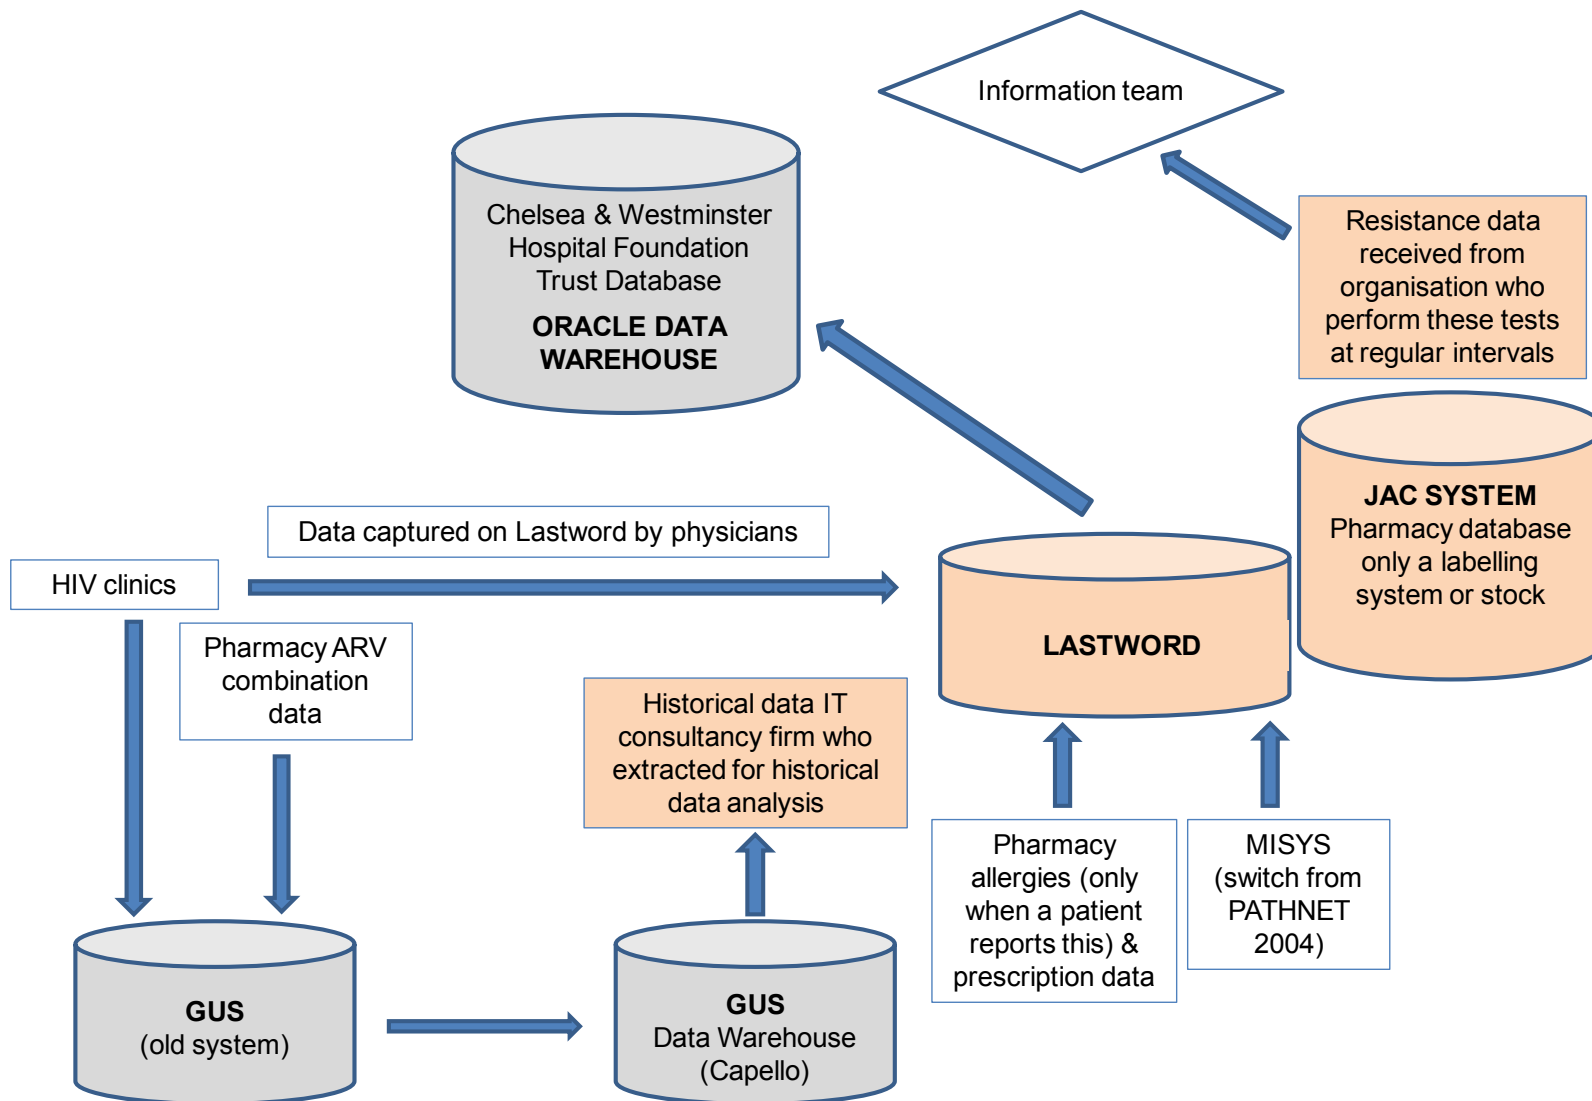 Information team
Chelsea & Westminster
Hospital Foundation
Trust Database
ORACLE DATA
WAREHOUSE
Resistance data
received from
organisation who
perform these tests
at regular intervals
JAC SYSTEM
Pharmacy database
only a labelling
system or stock
Data captured on Lastword by physicians
HIV clinics
LASTWORD
Pharmacy ARV
combination
data
Historical data IT
consultancy firm who
extracted for historical
data analysis
Pharmacy
allergies (only
when a patient
reports this) &
prescription data
MISYS
(switch from
PATHNET
2004)
GUS
(old system)
GUS
Data Warehouse
(Capello)